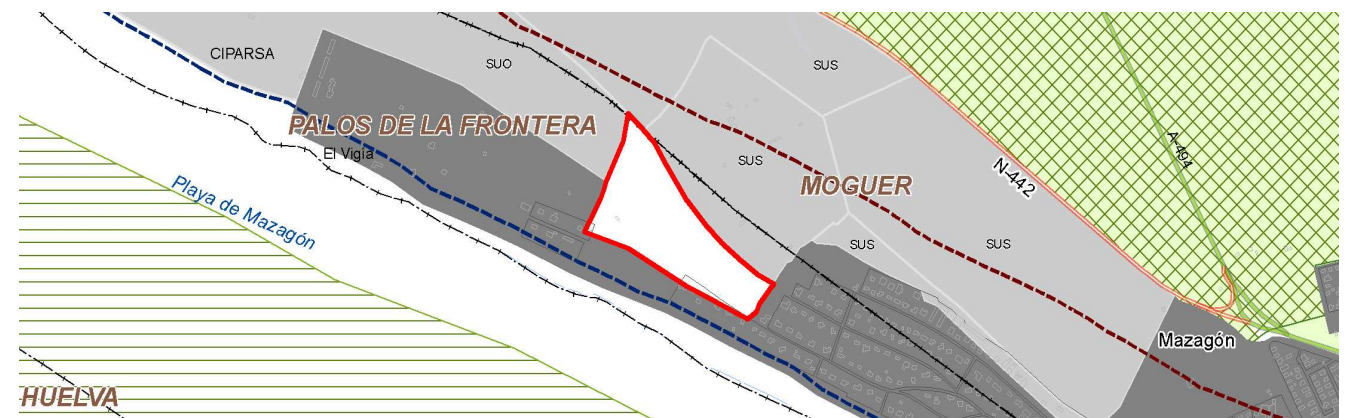 CIPARSA
SUO
SUS
PALOS DE LA FRONTERA
El Vigía
SUS
A-494
N-442
MOGUER
Playa de Mazagón
SUS
SUS
Mazagón
HUELVA